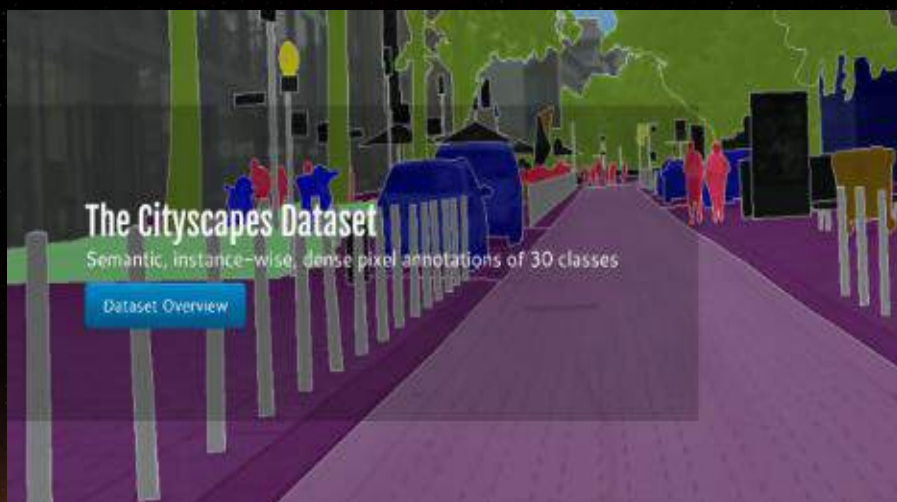 The Cityscapes Dataset
Semantic, instance-wise, dense pixel annotations of 30 classes
Dataset Overview